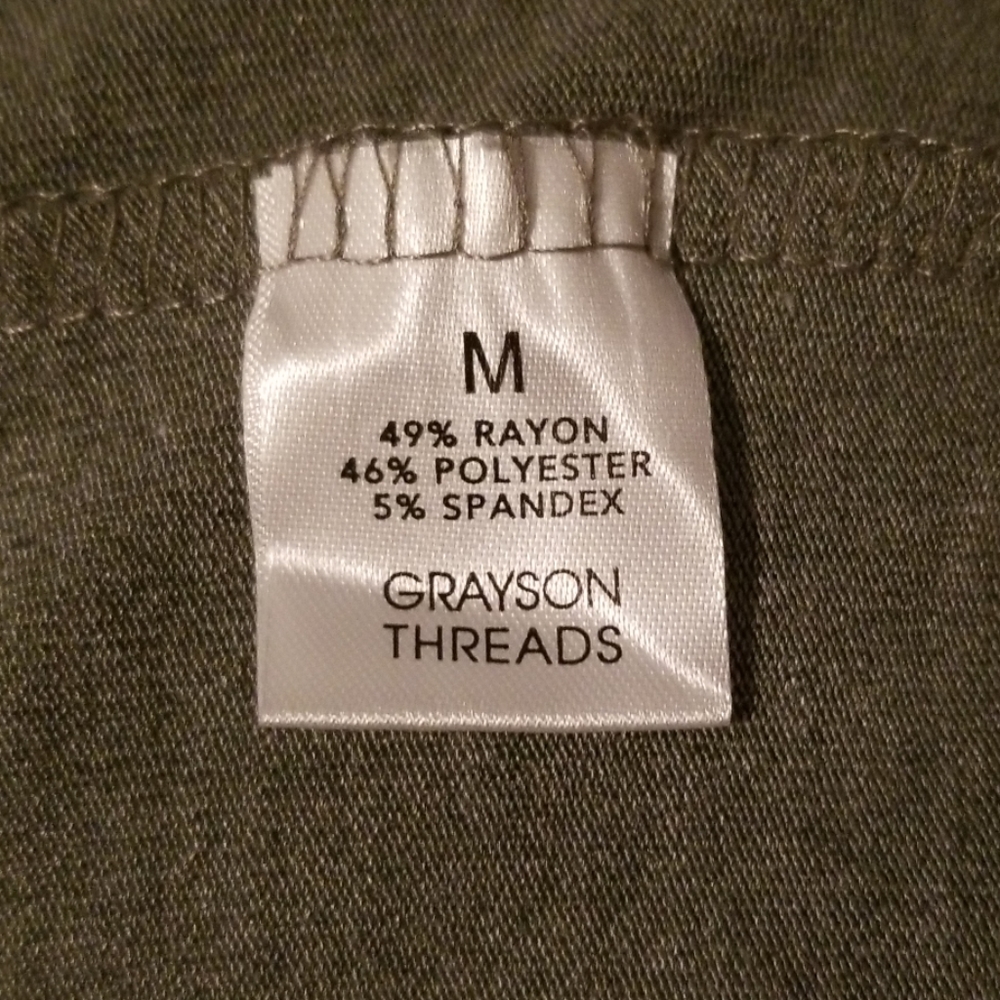 M
49% RAYON
46% POLYESTER
5% SPANDEX
GRAYSON
THREADS